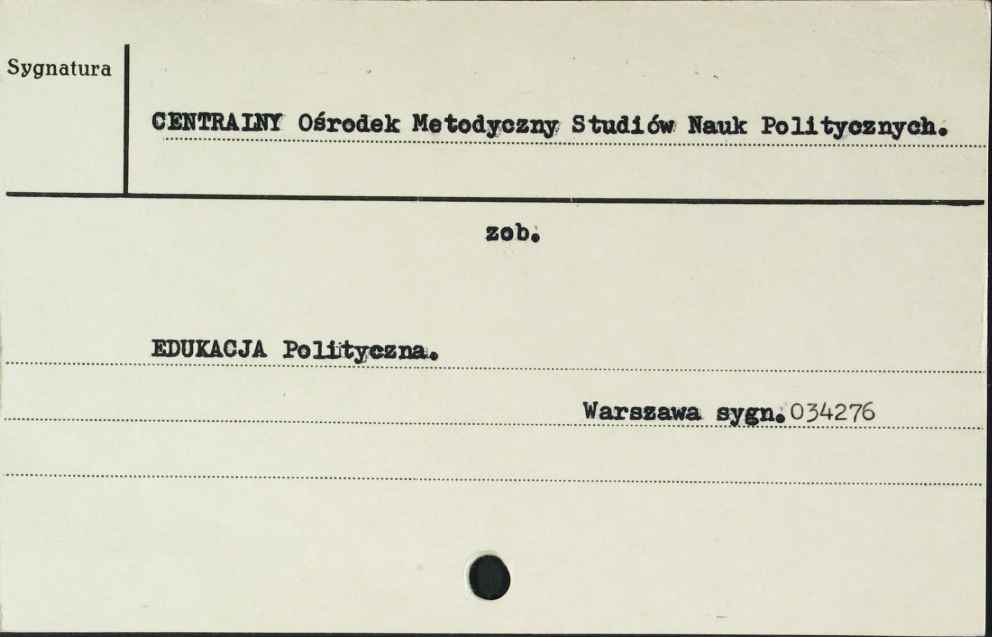 Sygnatura
CENTRALNY Ośrodek Metodyczny Studiów Nauk Politycznych.
zob.
EDUKACJA Polityczna.
Warszawa sygn. 034276